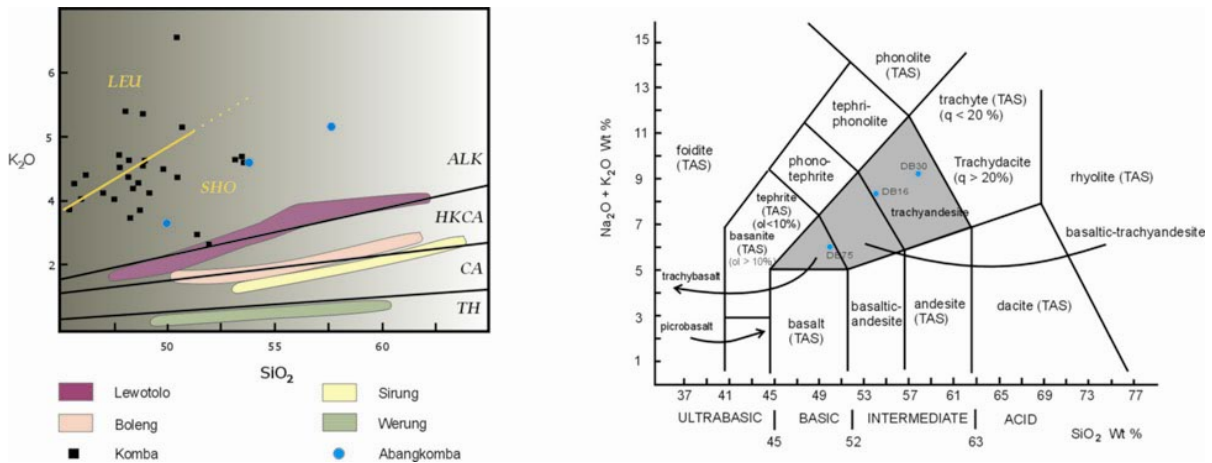 6
LEU
K2O
4
SHO
ALK
HKCA
CA
2
TH
50
55
60
SiO2
Lewotolo
Sirung
Boleng
Werung
Komba
Abangkomba
Na2O + K2O Wt %
15
13
11
9
7
5
3
1
phonolite
(TAS)
trachyte (TAS)
(q < 20 %)
tephri-
phonolite
foidite
(TAS)
phono-
tephrite
DB30
Trachydacite
(q > 20%)
rhyolite (TAS)
DB16
tephrite
(TAS)
(ol<10%)
trachyandesite
basanite
(TAS)
(ol > 10%)
basaltic-trachyandesite
DB75
trachybalt
picrobasalt
basalt
(TAS)
basaltic-
andesite
andesite
(TAS)
dacite (TAS)
37 41 45 49 53 57 61 65 69 73 77
ULTRABASIC
BASIC
INTERMEDIATE
ACID
SiO2 Wt %
45
52
63